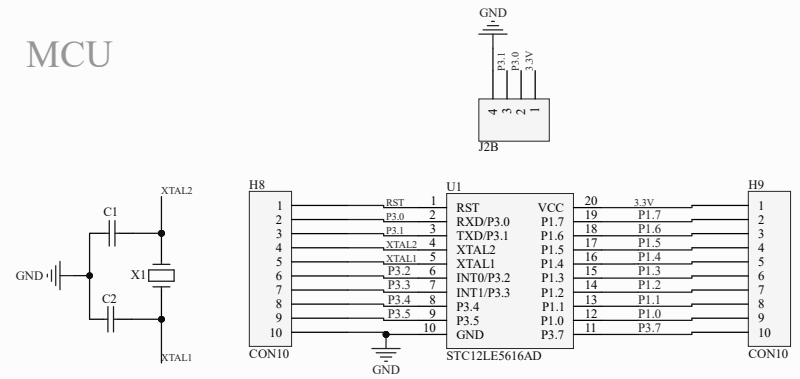 GND
MCU
P3.1 P3.0 3.3V
4 3 2 1
J2B
XTAL2
C1
GND X1
C2
XTAL1
H8
1
2
3
4
5
6
7
8
9
10
CON10
RST 1
P3.0 2
P3.1 3
XTAL2 4
XTAL1 5
P3.2 6
P3.3 7
P3.4 8
P3.5 9
10
GND
U1
RST VCC
RXD/P3.0 P1.7
TXD/P3.1 P1.6
XTAL2 P1.5
XTAL1 P1.4
INT0/P3.2 P1.3
INT1/P3.3 P1.2
P3.4 P1.1
P3.5 P1.0
GND P3.7
STC12LE5616AD
20 3.3V
19 P1.7
18 P1.6
17 P1.5
16 P1.4
15 P1.3
14 P1.2
13 P1.1
12 P1.0
11 P3.7
H9
1
2
3
4
5
6
7
8
9
10
CON10